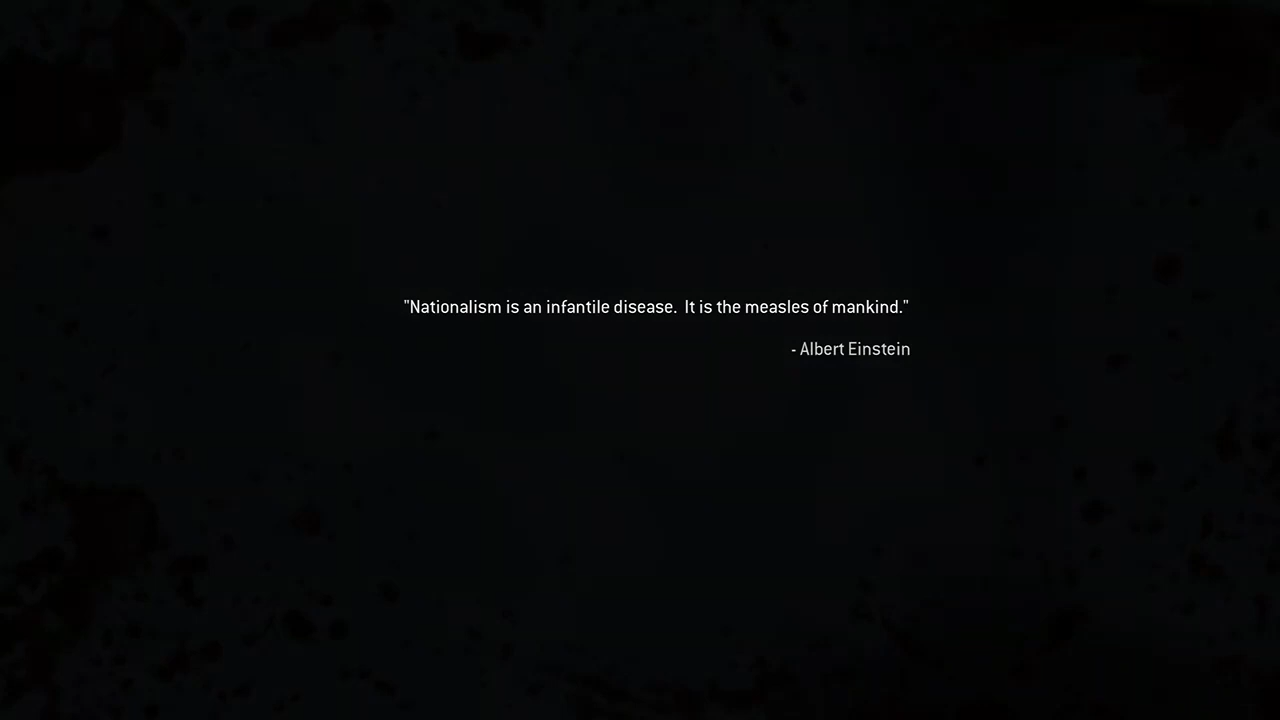 "Nationalism is an infantile disease.  It is the measles of mankind."
- Albert Einstein